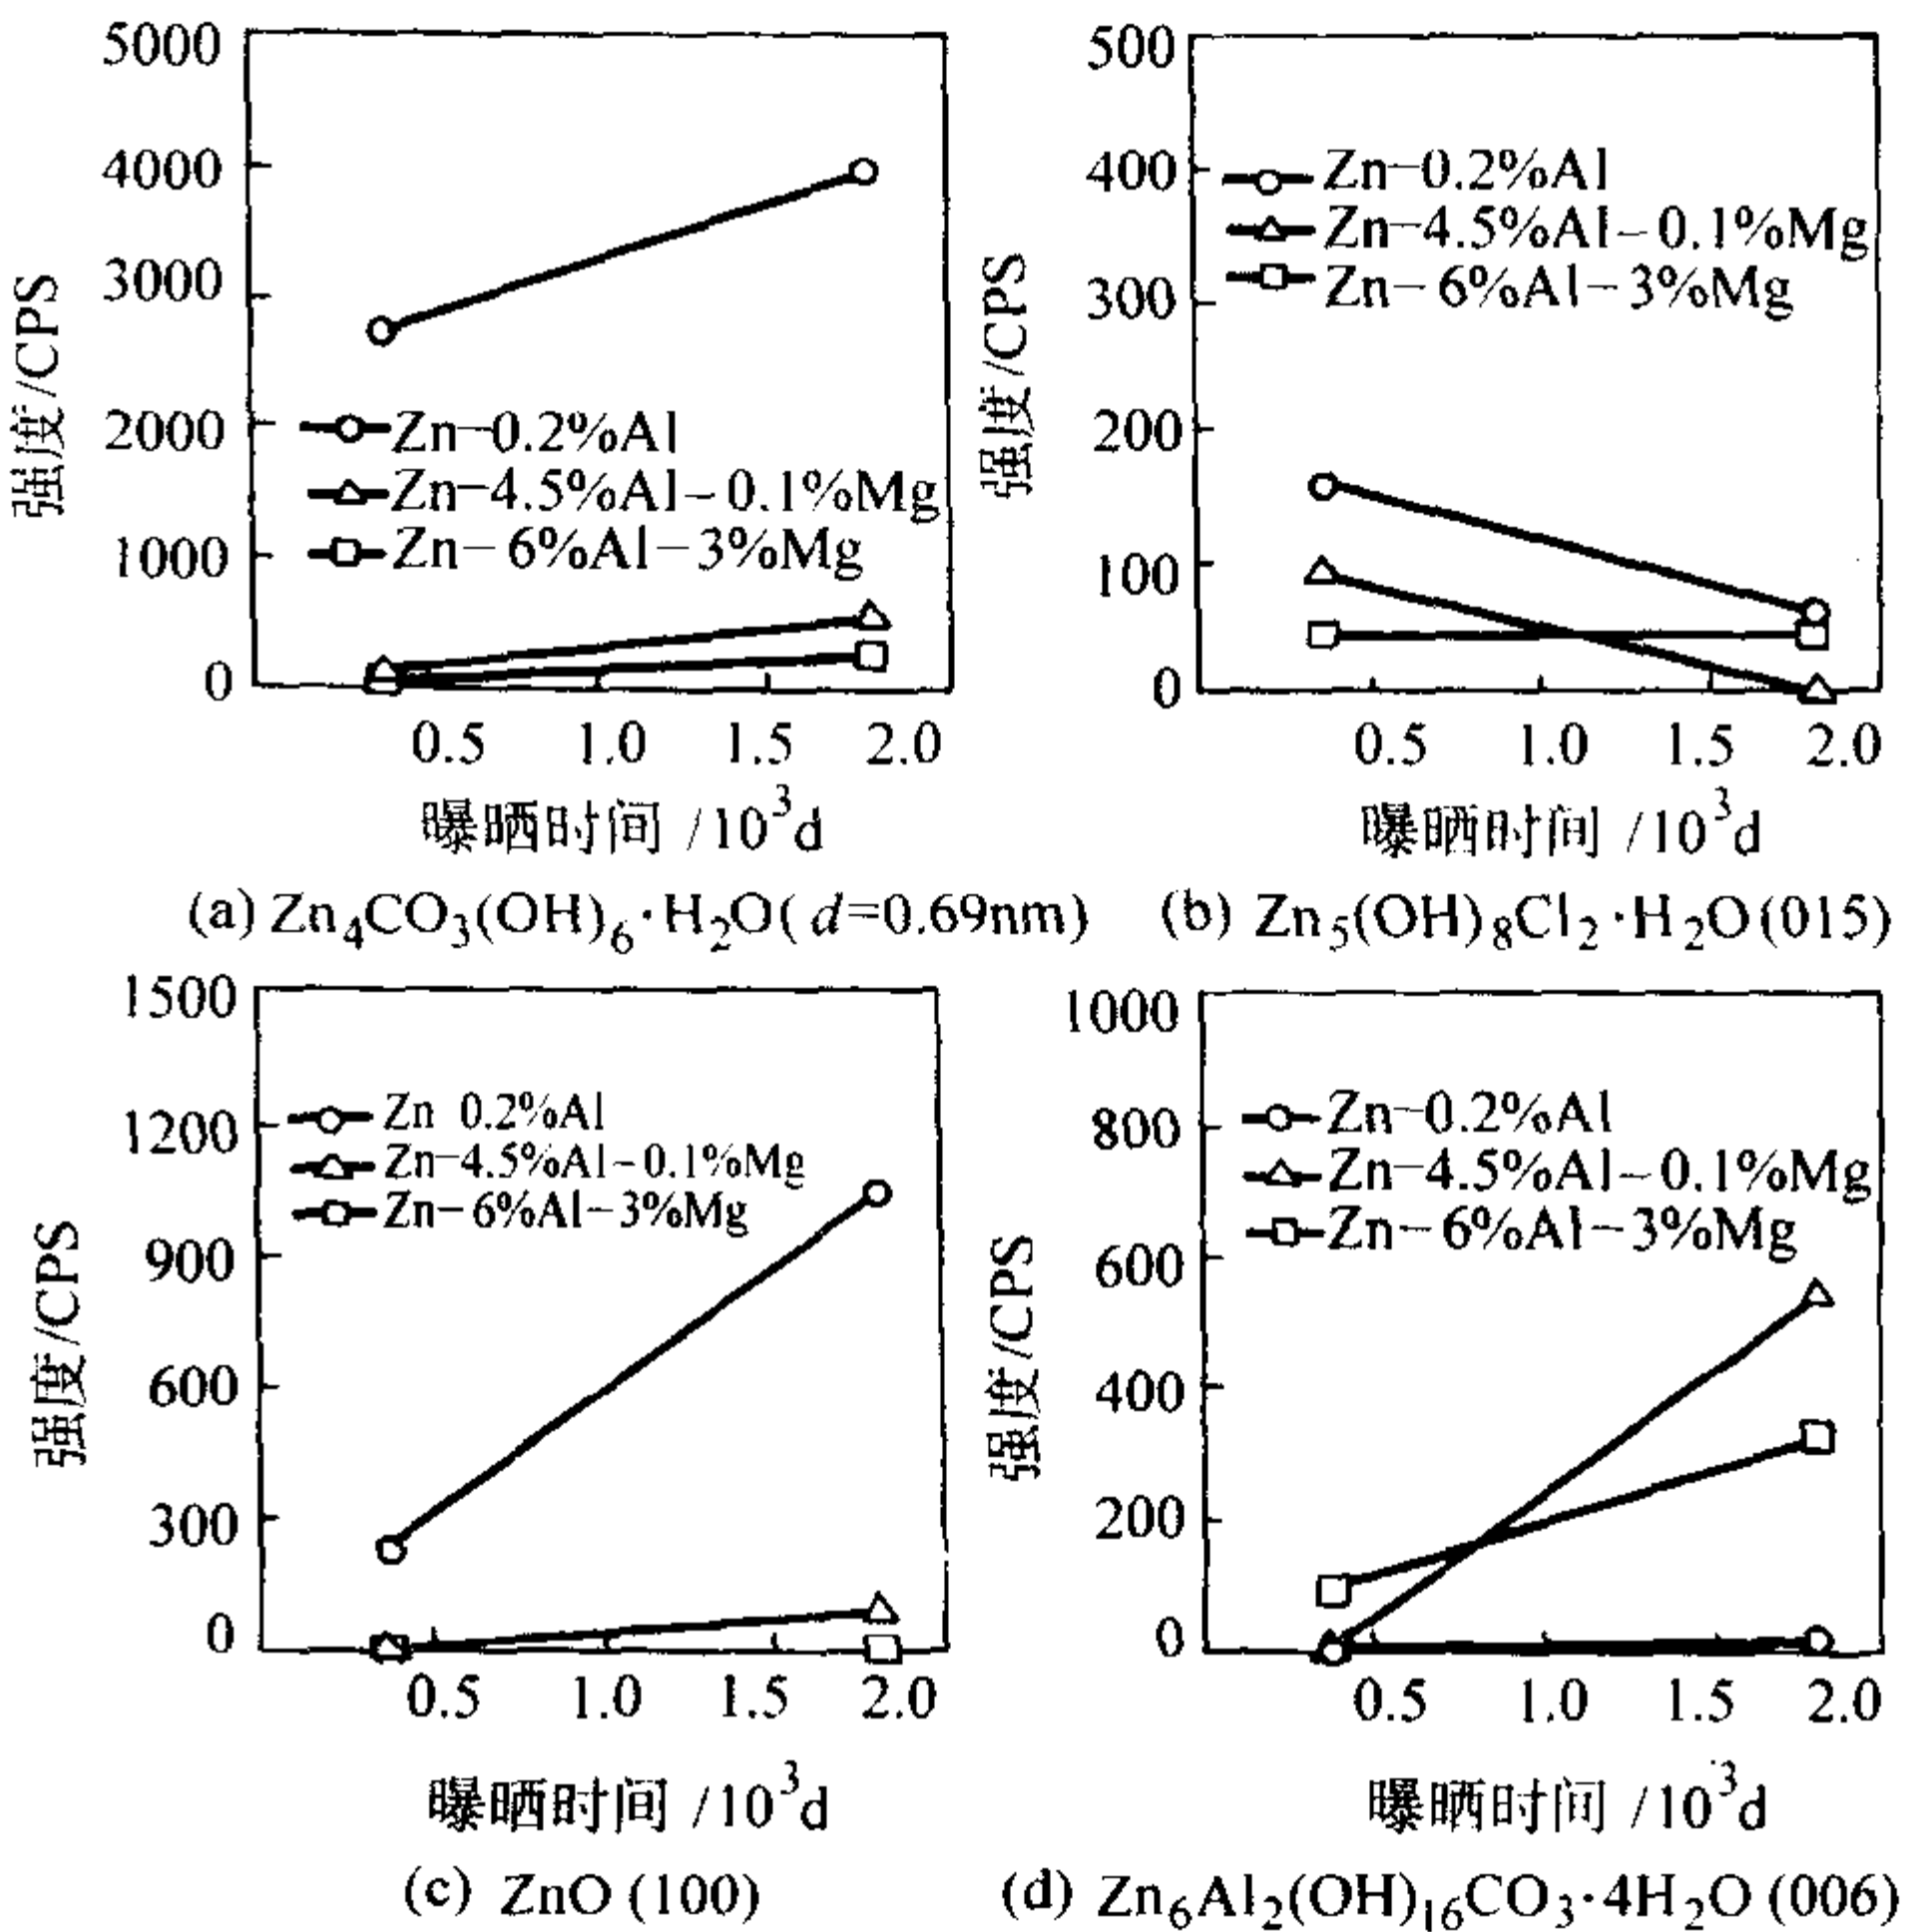 5000
4000
3000
2000
1000
0
强度/CPS
Zn-0.2%Al
Zn-4.5%Al-0.1%Mg
Zn-6%Al-3%Mg
0.5 1.0 1.5 2.0
曝晒时间 /10³d
(a) Zn₄CO₃(OH)₆·H₂O(d=0.69nm)
500
400
300
200
100
0
强度/CPS
Zn-0.2%Al
Zn-4.5%Al-0.1%Mg
Zn-6%Al-3%Mg
0.5 1.0 1.5 2.0
曝晒时间 /10³d
(b) Zn₅(OH)₈Cl₂·H₂O(015)
1500
1200
900
600
300
0
强度/CPS
Zn 0.2%Al
Zn-4.5%Al-0.1%Mg
Zn-6%Al-3%Mg
0.5 1.0 1.5 2.0
曝晒时间 /10³d
(c) ZnO (100)
1000
800
600
400
200
0
强度/CPS
Zn-0.2%Al
Zn-4.5%Al-0.1%Mg
Zn-6%Al-3%Mg
0.5 1.0 1.5 2.0
曝晒时间 /10³d
(d) Zn₆Al₂(OH)₁₆CO₃·4H₂O (006)